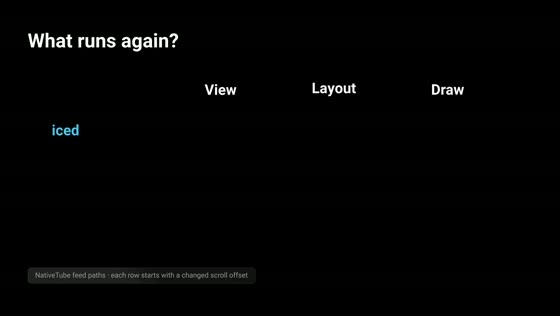 What runs again?
View Layout Draw
iced
NativeTube feed paths · each row starts with a changed scroll offset